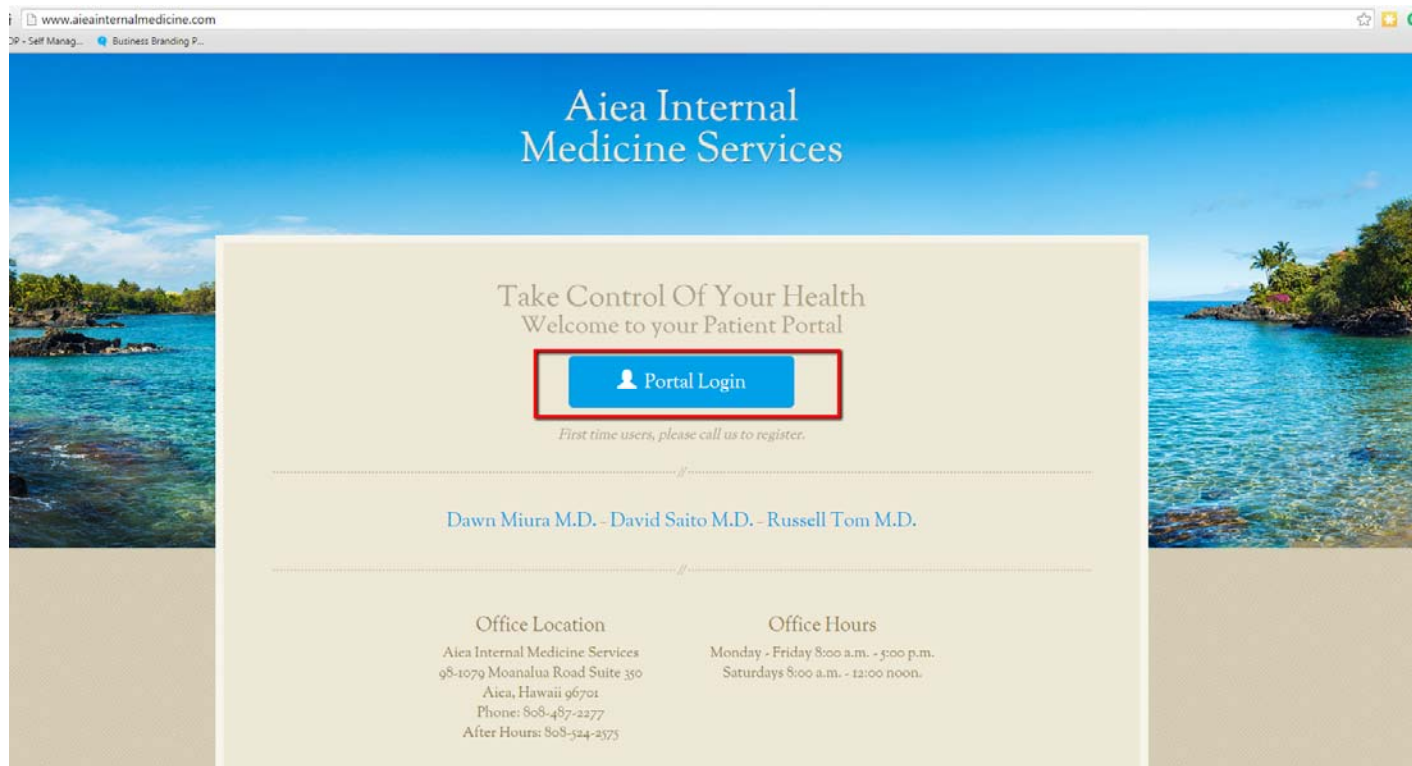 www.aieainternalmedicine.com
DP - Self Manag... Business Branding P...
Aiea Internal
Medicine Services
Take Control Of Your Health
Welcome to your Patient Portal
Portal Login
First time users, please call us to register.
//
Dawn Miura M.D. - David Saito M.D. - Russell Tom M.D.
//
Office Location
Aiea Internal Medicine Services
98-1079 Moanalua Road Suite 350
Aiea, Hawaii 96701
Phone: 808-487-2277
After Hours: 808-524-2575
Office Hours
Monday - Friday 8:00 a.m. - 5:00 p.m.
Saturdays 8:00 a.m. - 12:00 noon.